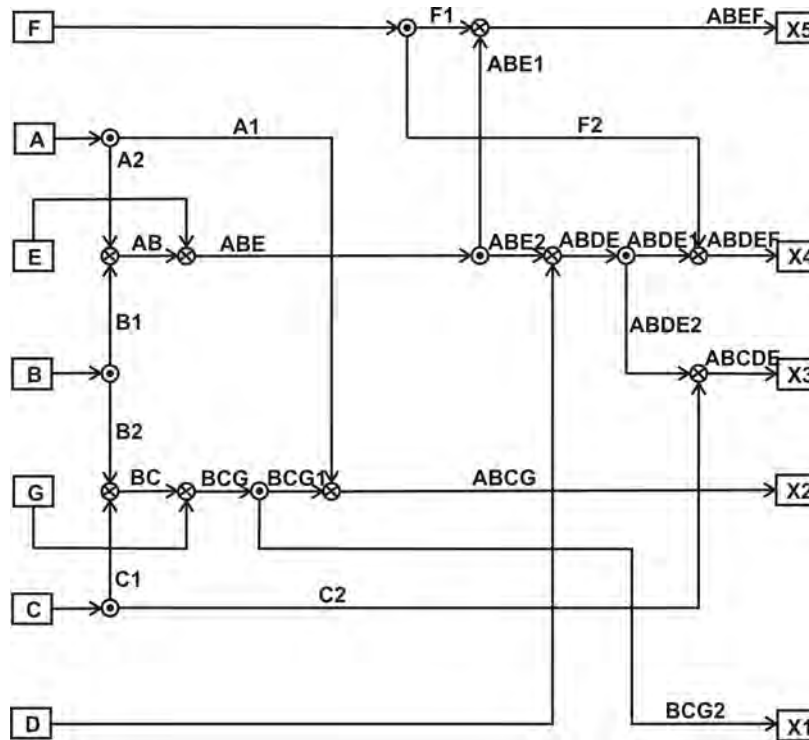 F F1 ABEF X5
ABE1
A A1 F2
A2
E AB ABE ABE2 ABDE ABDE1 ABDEF X4
B1 ABDE2
B ABCDE X3
B2
G BC BCG BCG1 ABCG X2
C1
C C2
D BCG2 X1